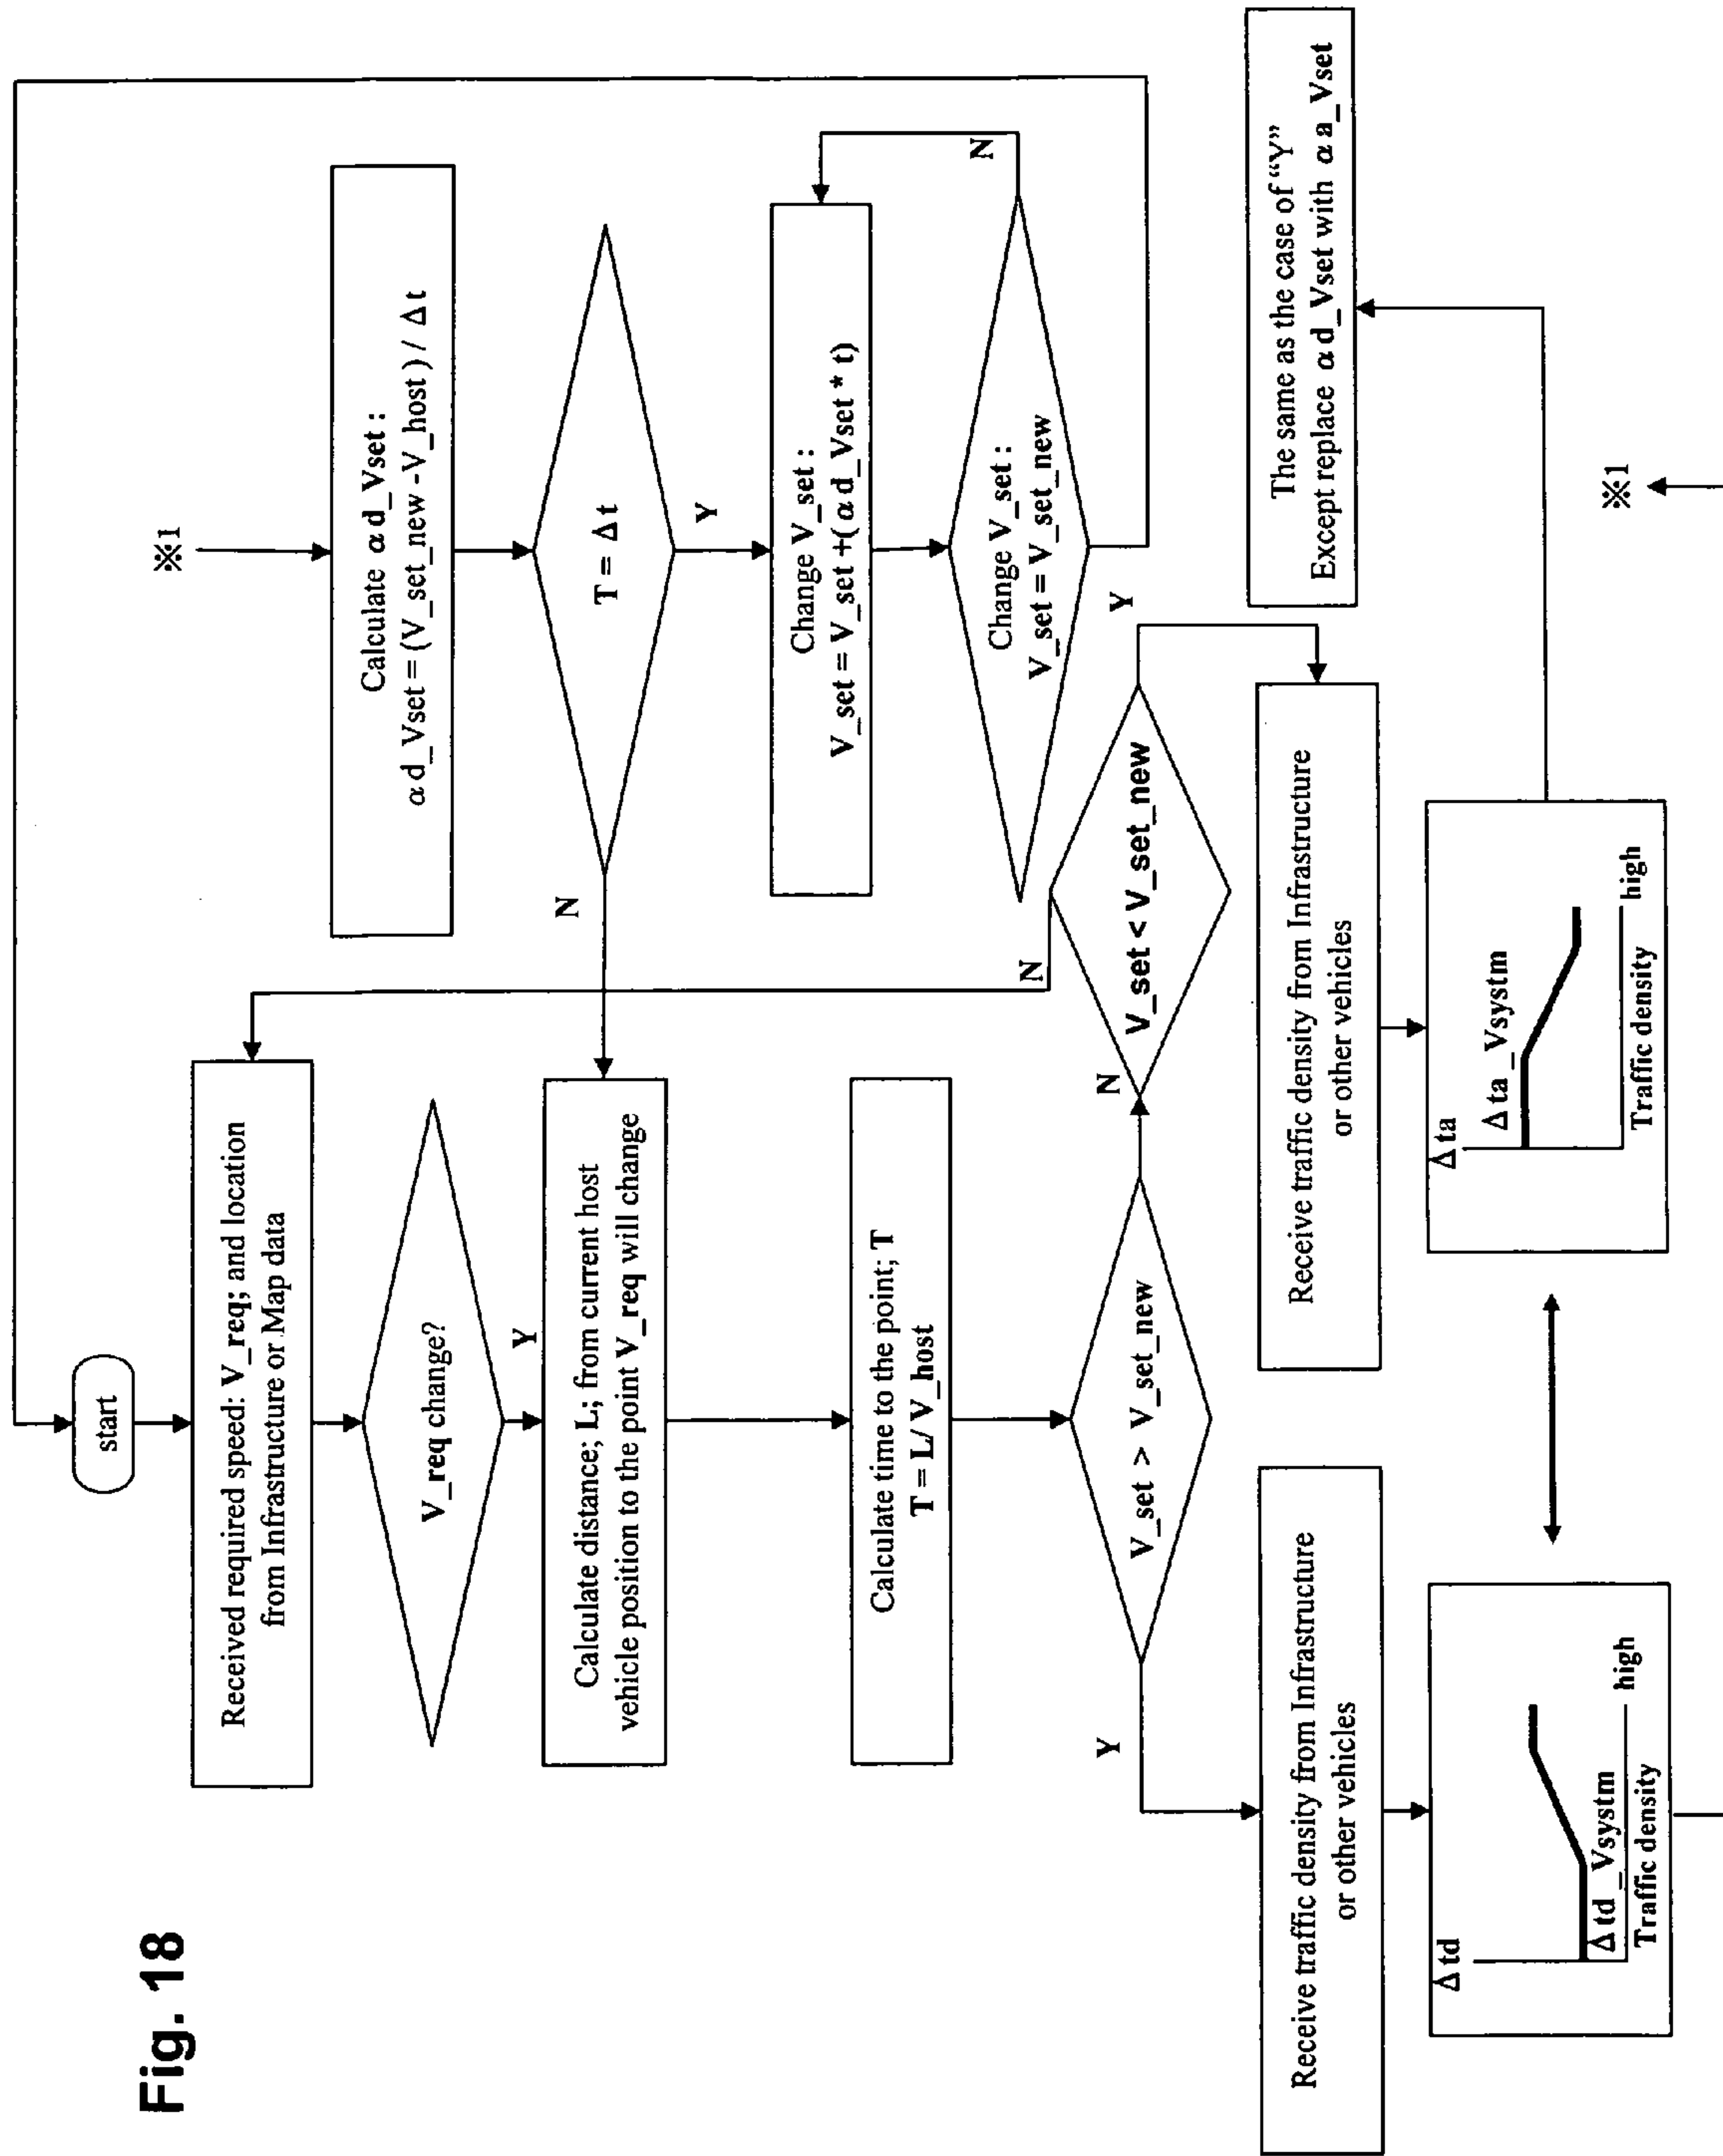 Fig. 18
start
Received required speed: V_req; and location
from Infrastructure or Map data
V_req change?
Y
Calculate distance; L; from current host
vehicle position to the point V_req will change
Calculate time to the point; T
T = L/ V_host
V_set > V_set_new
Y
N
V_set < V_set_new
N
Y
Receive traffic density from Infrastructure
or other vehicles
Δtd
Δtd_Vsystm
Traffic density
high
Receive traffic density from Infrastructure
or other vehicles
Δta
Δta_Vsystm
Traffic density
high
※1
The same as the case of “Y”
Except replace αd_Vset with αa_Vset
※1
Calculate αd_Vset :
αd_Vset = (V_set_new -V_host) / Δt
T = Δt
N
Y
Change V_set :
V_set = V_set +(αd_Vset * t)
Change V_set :
V_set = V_set_new
N
Y